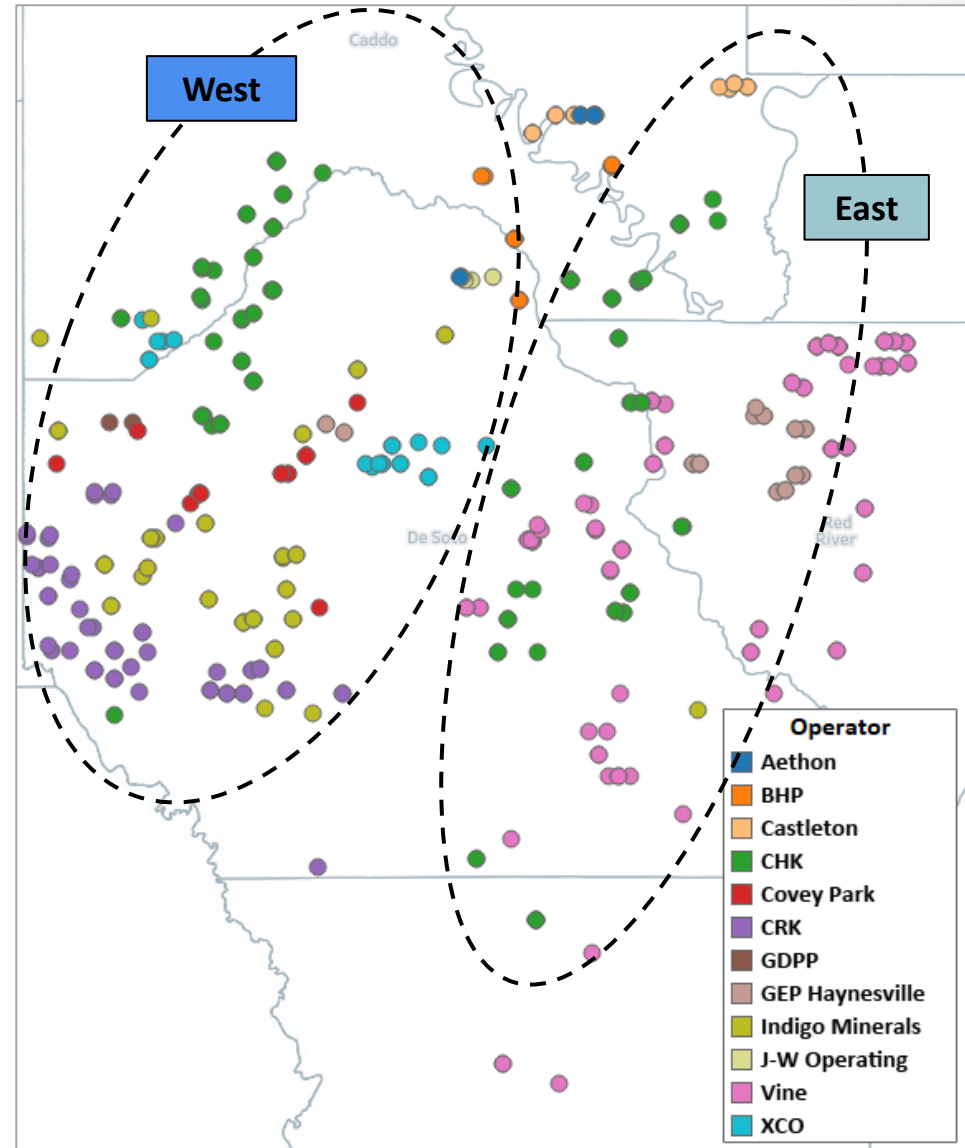 Caddo
West
East
De Soto
Red
River
Operator
Aethon
BHP
Castleton
CHK
Covey Park
CRK
GDPP
GEP Haynesville
Indigo Minerals
J-W Operating
Vine
XCO